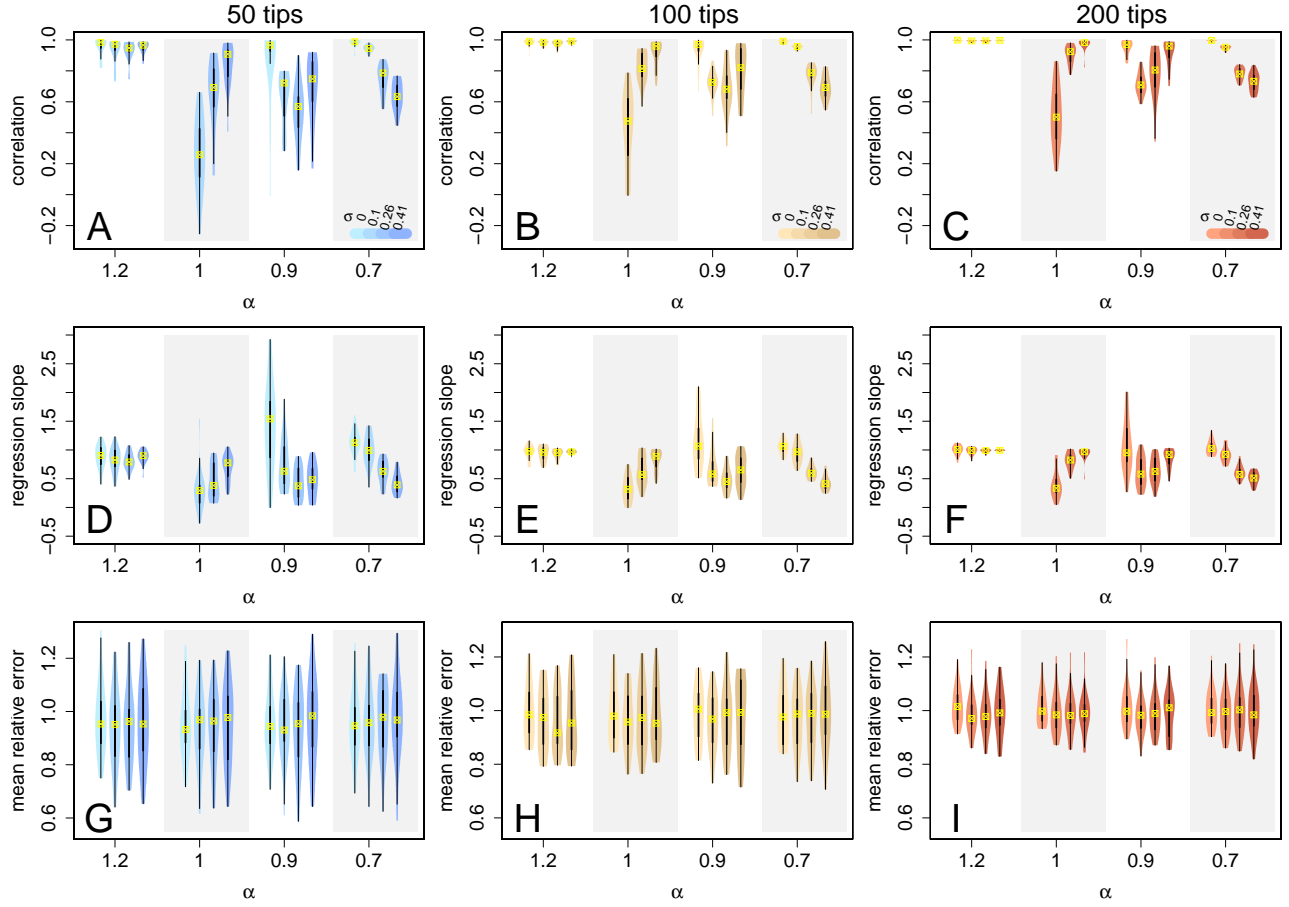 50 tips
100 tips
200 tips
correlation
1.0
0.6
0.2
−0.2
A
σ
0
0.1
0.26
0.41
1.2
1
0.9
0.7
α
correlation
1.0
0.6
0.2
−0.2
B
σ
0
0.1
0.26
0.41
1.2
1
0.9
0.7
α
correlation
1.0
0.6
0.2
−0.2
C
σ
0
0.1
0.26
0.41
1.2
1
0.9
0.7
α
regression slope
2.5
1.5
0.5
−0.5
D
1.2
1
0.9
0.7
α
regression slope
2.5
1.5
0.5
−0.5
E
1.2
1
0.9
0.7
α
regression slope
2.5
1.5
0.5
−0.5
F
1.2
1
0.9
0.7
α
mean relative error
1.2
1.0
0.8
0.6
G
1.2
1
0.9
0.7
α
mean relative error
1.2
1.0
0.8
0.6
H
1.2
1
0.9
0.7
α
mean relative error
1.2
1.0
0.8
0.6
I
1.2
1
0.9
0.7
α